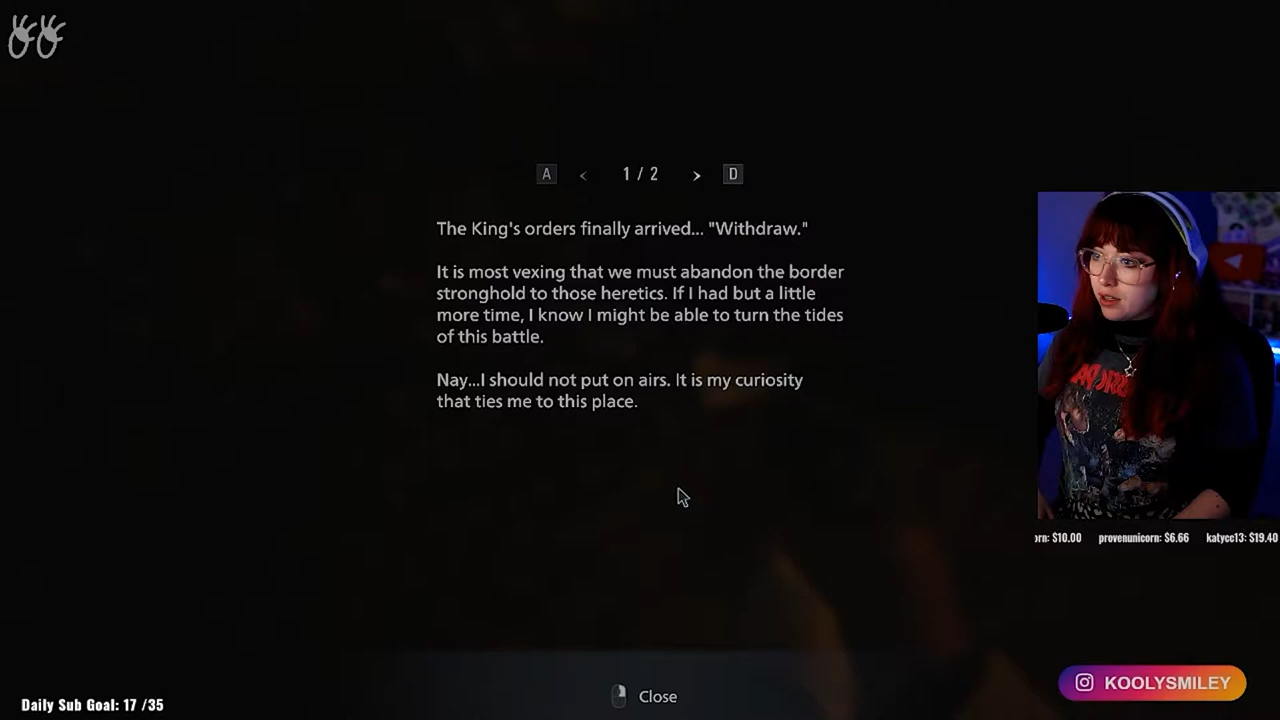 A < 1 / 2 > D
The King's orders finally arrived... "Withdraw."
It is most vexing that we must abandon the border
stronghold to those heretics. If I had but a little
more time, I know I might be able to turn the tides
of this battle.
Nay...I should not put on airs. It is my curiosity
that ties me to this place.
orn: $10.00 provenunicorn: $6.66 katycc13: $19.40
KOOLYSMILEY
Close
Daily Sub Goal: 17 /35